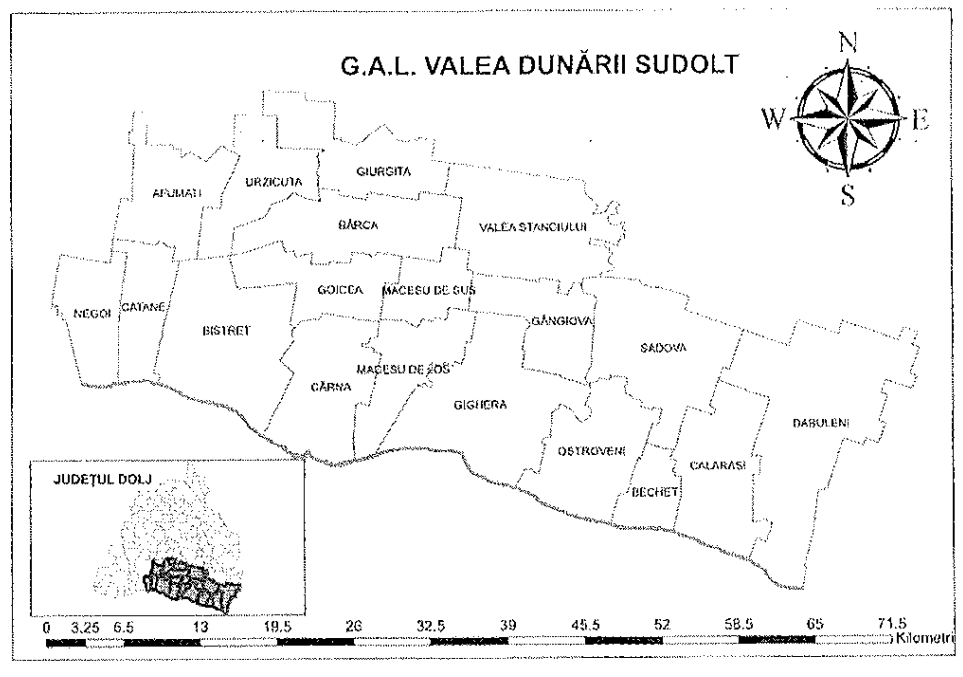 G.A.L. VALEA DUNĂRII SUDOLT
N
W E
S
GIURGITA
AFUMATI
URZICUTA
BÂRCA
VALEA STANCIULUI
GOICEA
MACESU DE SUS
NEGOI
CATANE
GÂNGIOVA
BISTRET
SADOVA
MACESU DE JOS
CÂRNA
GIGHERA
DABULENI
OSTROVENI
CALARASI
BECHET
JUDEŢUL DOLJ
0 3.25 6.5 13 19.5 26 32.5 39 45.5 52 58.5 65 71.5
Kilometri